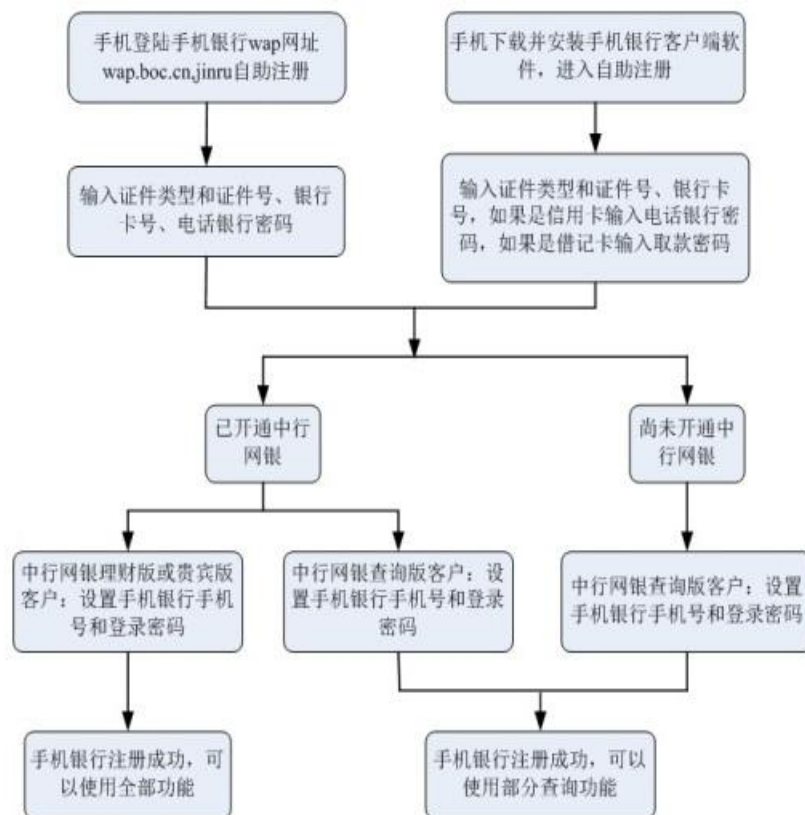 手机登陆手机银行wap网址
wap.boc.cn,jinru自助注册
手机下载并安装手机银行客户端软
件，进入自助注册
输入证件类型和证件号、银行
卡号、电话银行密码
输入证件类型和证件号、银行卡
号，如果是信用卡输入电话银行密
码，如果是借记卡输入取款密码
已开通中行
网银
尚未开通中
行网银
中行网银理财版或贵宾版
客户：设置手机银行手机
号和登录密码
中行网银查询版客户：设
置手机银行手机号和登录
密码
中行网银查询版客户：设置
手机银行手机号和登录密码
手机银行注册成功，可
以使用全部功能
手机银行注册成功，可以
使用部分查询功能